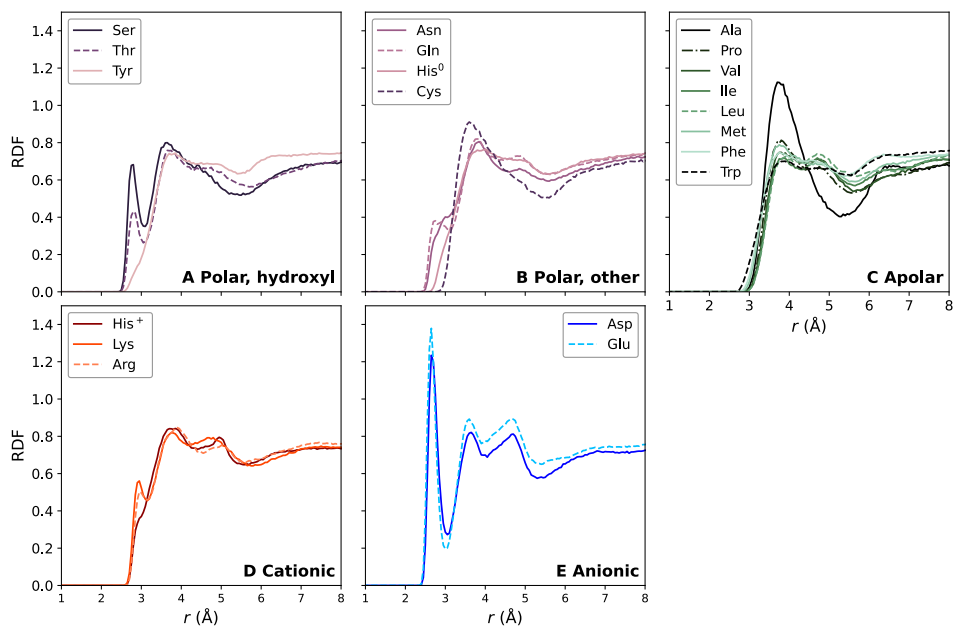 1.4
1.2
1.0
0.8
0.6
0.4
0.2
0.0
RDF
Ser
Thr
Tyr
A Polar, hydroxyl
Asn
Gln
His⁰
Cys
B Polar, other
Ala
Pro
Val
Ile
Leu
Met
Phe
Trp
C Apolar
1 2 3 4 5 6 7 8
r (Å)
1.4
1.2
1.0
0.8
0.6
0.4
0.2
0.0
RDF
His⁺
Lys
Arg
D Cationic
1 2 3 4 5 6 7 8
r (Å)
Asp
Glu
E Anionic
1 2 3 4 5 6 7 8
r (Å)